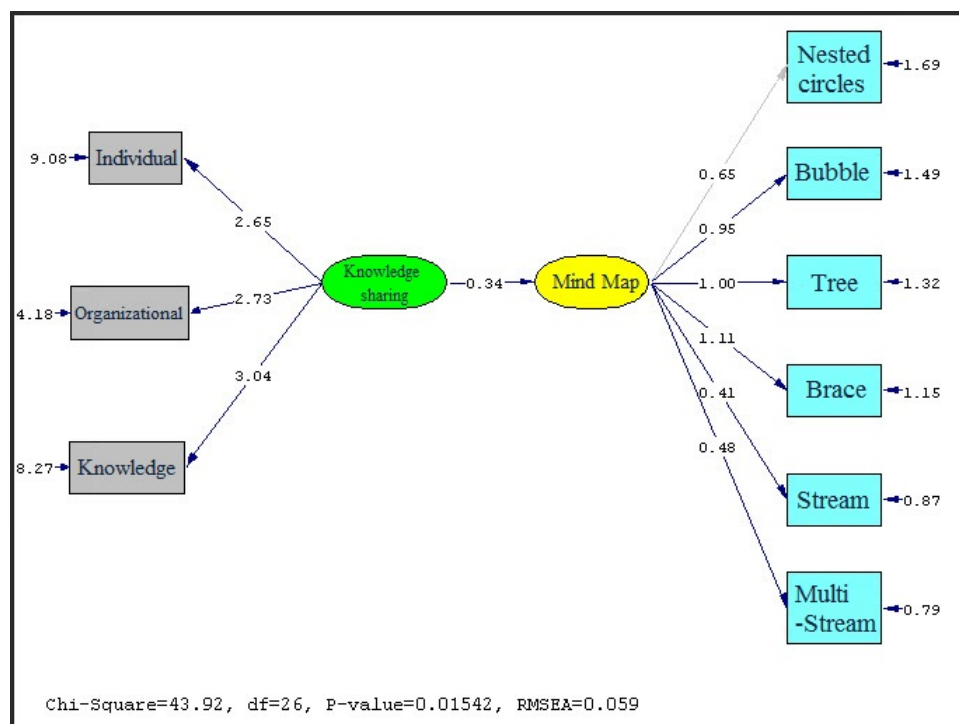 Nested
circles
1.69
Individual
9.08
0.65
Bubble
1.49
2.65
0.95
Knowledge
sharing
0.34
Mind Map
1.00
Tree
1.32
Organizational
4.18
2.73
1.11
3.04
Brace
1.15
0.41
0.48
Knowledge
8.27
Stream
0.87
Multi
-Stream
0.79
Chi-Square=43.92, df=26, P-value=0.01542, RMSEA=0.059